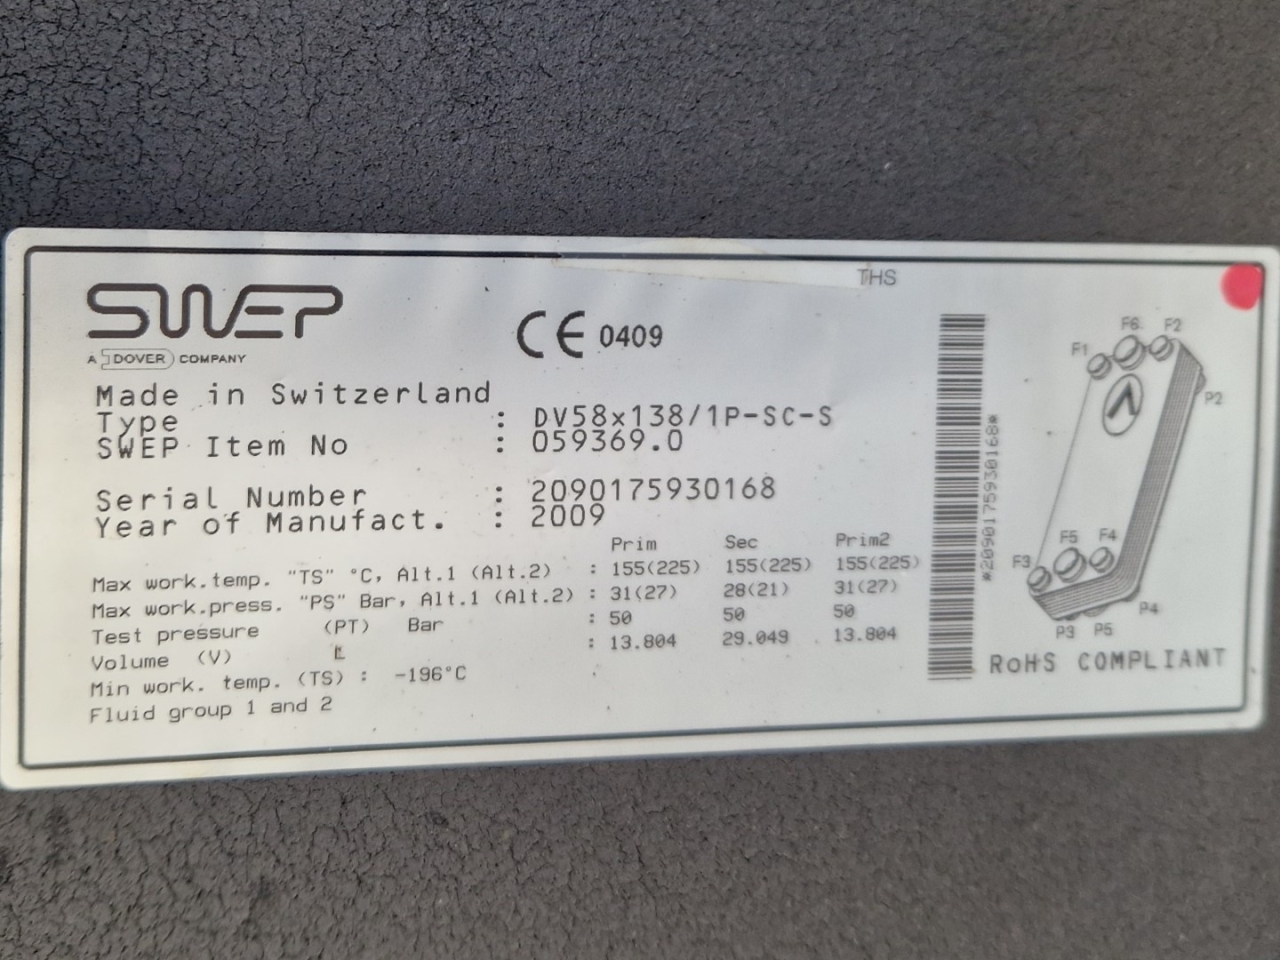 THS
SWEP
A DOVER COMPANY
CE 0409
Made in Switzerland
Type : DV58x138/1P-SC-S
SWEP Item No : 059369.0
Serial Number : 2090175930168
Year of Manufact. : 2009
Prim Sec Prim2
Max work.temp. "TS" °C, Alt.1 (Alt.2) : 155(225) 155(225) 155(225)
Max work.press. "PS" Bar, Alt.1 (Alt.2) : 31(27) 28(21) 31(27)
Test pressure (PT) Bar : 50 50 50
Volume (V) L : 13.804 29.049 13.804
Min work. temp. (TS) : -196°C
Fluid group 1 and 2
*2090175930168*
F1 F6 F2
P2
F3 F5 F4
P3 P5 P4
RoHS COMPLIANT